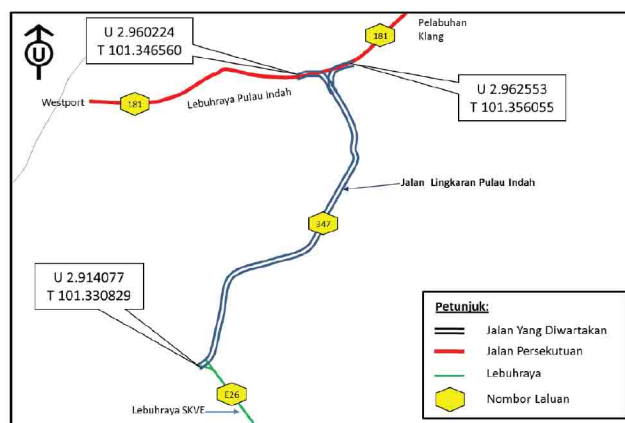 U
U 2.960224
T 101.346560
181
Pelabuhan
Klang
Westport
181
Lebuhraya Pulau Indah
U 2.962553
T 101.356055
Jalan Lingkaran Pulau Indah
347
U 2.914077
T 101.330829
E26
Lebuhraya SKVE
Petunjuk:
Jalan Yang Diwartakan
Jalan Persekutuan
Lebuhraya
Nombor Laluan